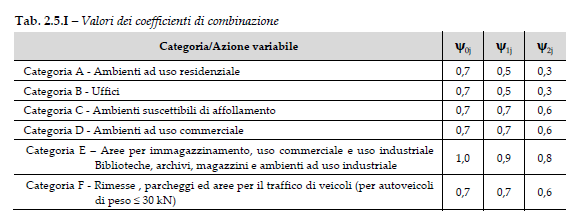 Tab. 2.5.I – Valori dei coefficienti di combinazione
Categoria/Azione variabile Ψ0j Ψ1j Ψ2j
Categoria A - Ambienti ad uso residenziale 0,7 0,5 0,3
Categoria B - Uffici 0,7 0,5 0,3
Categoria C - Ambienti suscettibili di affollamento 0,7 0,7 0,6
Categoria D - Ambienti ad uso commerciale 0,7 0,7 0,6
Categoria E – Aree per immagazzinamento, uso commerciale e uso industriale
Biblioteche, archivi, magazzini e ambienti ad uso industriale 1,0 0,9 0,8
Categoria F - Rimesse , parcheggi ed aree per il traffico di veicoli (per autoveicoli
di peso ≤ 30 kN) 0,7 0,7 0,6